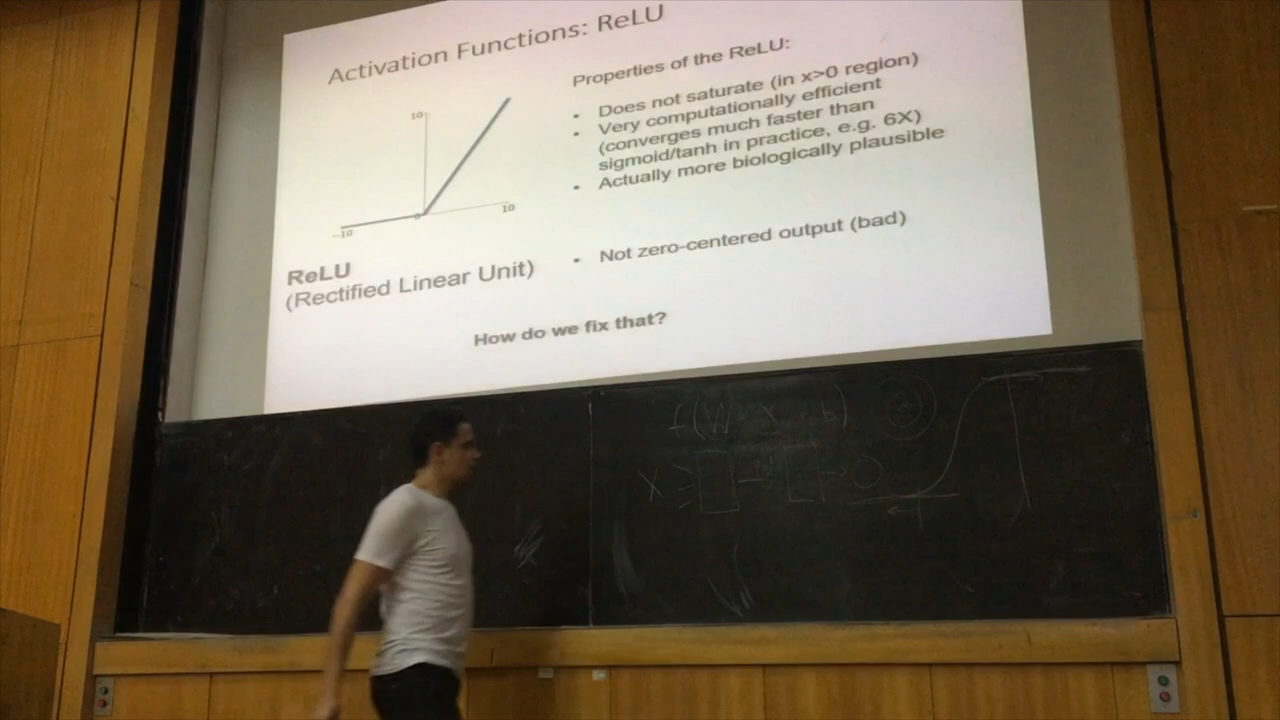 Activation Functions: ReLU
10
10
-10
0
ReLU
(Rectified Linear Unit)
Properties of the ReLU:
• Does not saturate (in x>0 region)
• Very computationally efficient
(converges much faster than
sigmoid/tanh in practice, e.g. 6X)
• Actually more biologically plausible
• Not zero-centered output (bad)
How do we fix that?
X